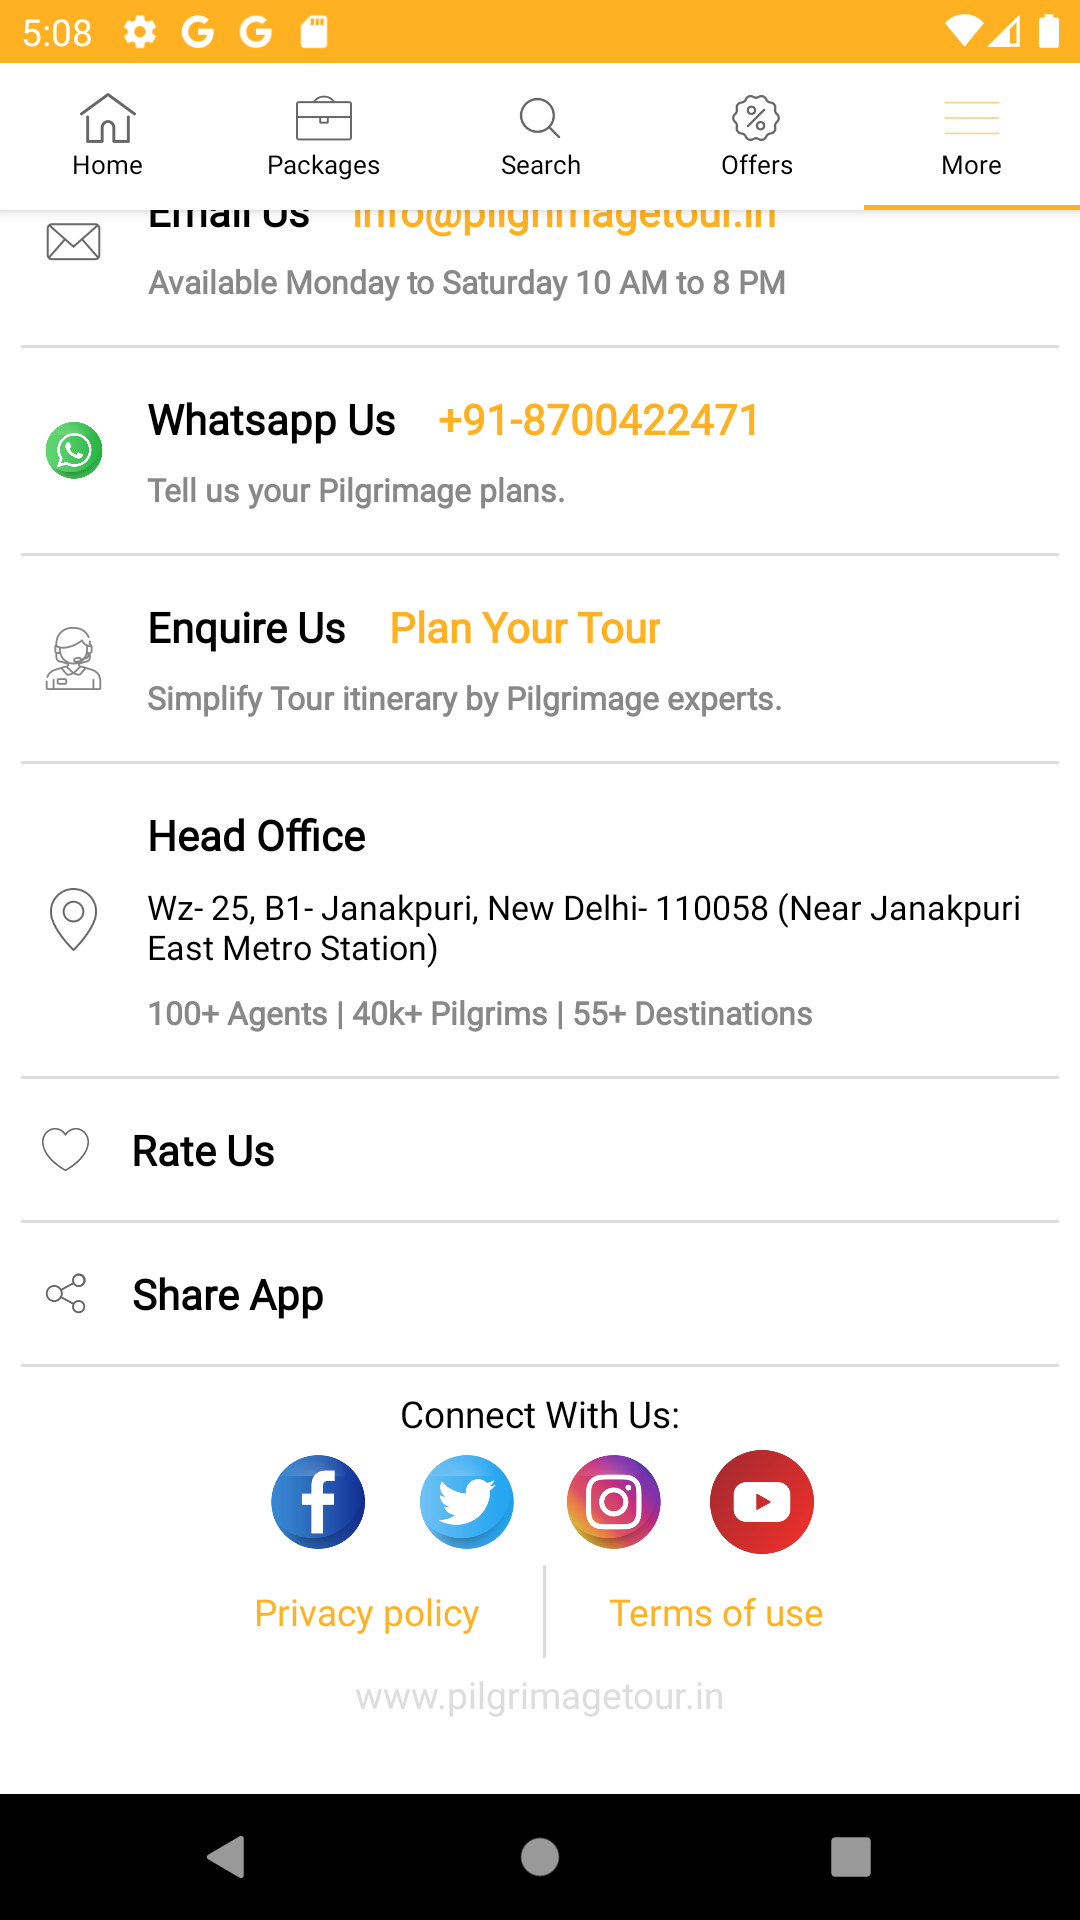 5:08
Home
Packages
Search
Offers
More
Email Us info@pilgrimagetour.in
Available Monday to Saturday 10 AM to 8 PM
Whatsapp Us +91-8700422471
Tell us your Pilgrimage plans.
Enquire Us Plan Your Tour
Simplify Tour itinerary by Pilgrimage experts.
Head Office
Wz- 25, B1- Janakpuri, New Delhi- 110058 (Near Janakpuri
East Metro Station)
100+ Agents | 40k+ Pilgrims | 55+ Destinations
Rate Us
Share App
Connect With Us:
Privacy policy
Terms of use
www.pilgrimagetour.in